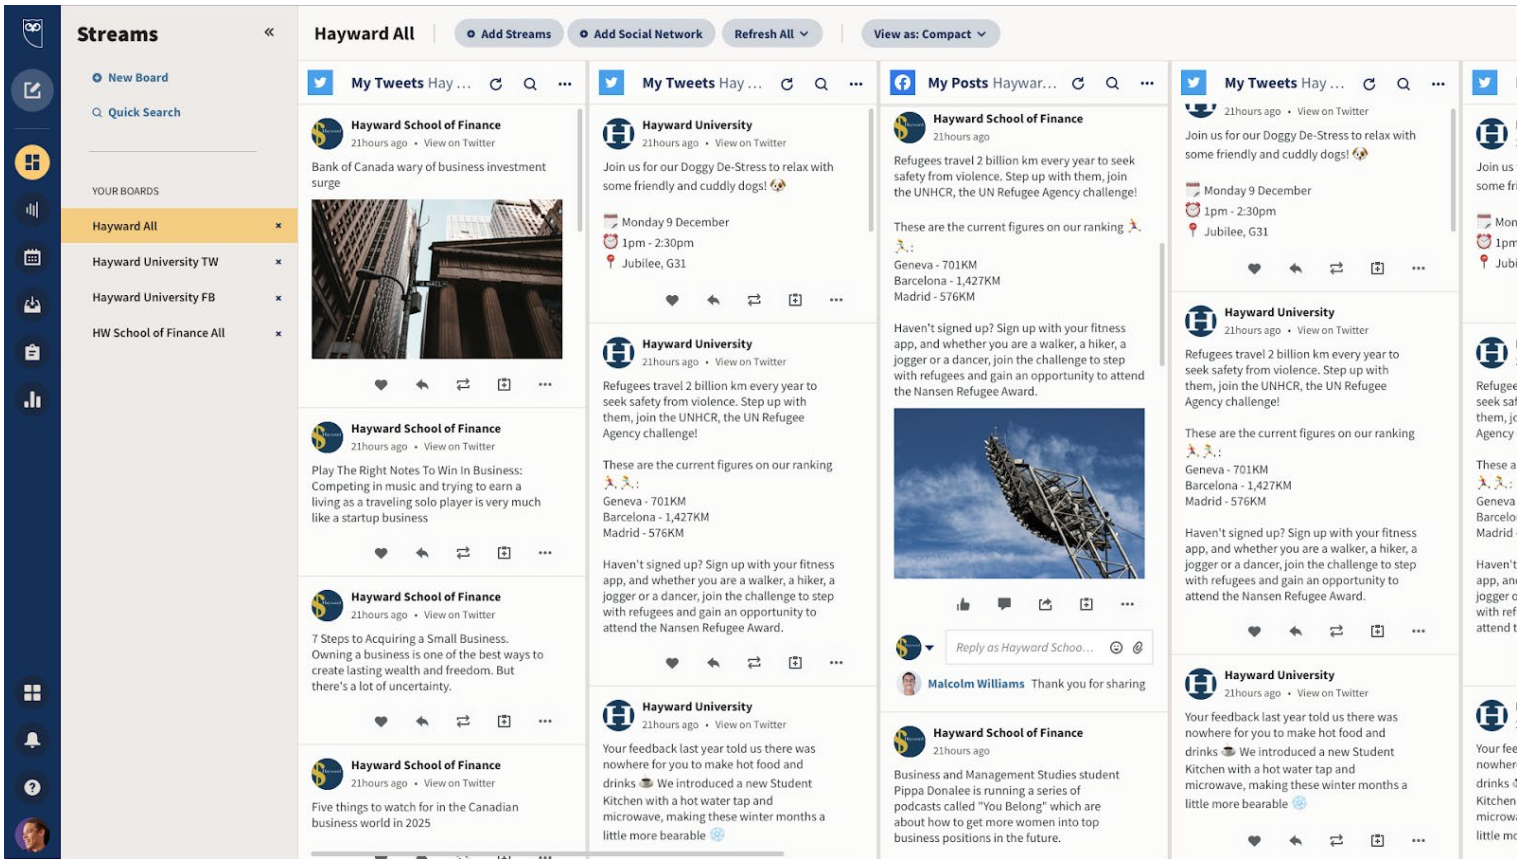 Streams
«
New Board
Quick Search
YOUR BOARDS
Hayward All ×
Hayward University TW ×
Hayward University FB ×
HW School of Finance All ×
Hayward All
Add Streams
Add Social Network
Refresh All
View as: Compact
My Tweets Hay ...
Hayward School of Finance
21hours ago • View on Twitter
Bank of Canada wary of business investment
surge
Hayward School of Finance
21hours ago • View on Twitter
Play The Right Notes To Win In Business:
Competing in music and trying to earn a
living as a traveling solo player is very much
like a startup business
Hayward School of Finance
21hours ago • View on Twitter
7 Steps to Acquiring a Small Business.
Owning a business is one of the best ways to
create lasting wealth and freedom. But
there's a lot of uncertainty.
Hayward School of Finance
21hours ago • View on Twitter
Five things to watch for in the Canadian
business world in 2025
My Tweets Hay ...
Hayward University
21hours ago • View on Twitter
Join us for our Doggy De-Stress to relax with
some friendly and cuddly dogs! 🐶
🗓️ Monday 9 December
⏰ 1pm - 2:30pm
📍 Jubilee, G31
Hayward University
21hours ago • View on Twitter
Refugees travel 2 billion km every year to
seek safety from violence. Step up with
them, join the UNHCR, the UN Refugee
Agency challenge!
These are the current figures on our ranking
🏃🏃:
Geneva - 701KM
Barcelona - 1,427KM
Madrid - 576KM
Haven't signed up? Sign up with your fitness
app, and whether you are a walker, a hiker, a
jogger or a dancer, join the challenge to step
with refugees and gain an opportunity to
attend the Nansen Refugee Award.
Hayward University
21hours ago • View on Twitter
Your feedback last year told us there was
nowhere for you to make hot food and
drinks ☕ We introduced a new Student
Kitchen with a hot water tap and
microwave, making these winter months a
little more bearable ❄️
My Posts Haywar...
Hayward School of Finance
21hours ago
Refugees travel 2 billion km every year to seek
safety from violence. Step up with them, join
the UNHCR, the UN Refugee Agency challenge!
These are the current figures on our ranking 🏃
🏃:
Geneva - 701KM
Barcelona - 1,427KM
Madrid - 576KM
Haven't signed up? Sign up with your fitness
app, and whether you are a walker, a hiker, a
jogger or a dancer, join the challenge to step
with refugees and gain an opportunity to attend
the Nansen Refugee Award.
Reply as Hayward Schoo...
Malcolm Williams Thank you for sharing
Hayward School of Finance
21hours ago
Business and Management Studies student
Pippa Donalee is running a series of
podcasts called "You Belong" which are
about how to get more women into top
business positions in the future.
My Tweets Hay ...
21hours ago • View on Twitter
Join us for our Doggy De-Stress to relax with
some friendly and cuddly dogs! 🐶
🗓️ Monday 9 December
⏰ 1pm - 2:30pm
📍 Jubilee, G31
Hayward University
21hours ago • View on Twitter
Refugees travel 2 billion km every year to
seek safety from violence. Step up with
them, join the UNHCR, the UN Refugee
Agency challenge!
These are the current figures on our ranking
🏃🏃:
Geneva - 701KM
Barcelona - 1,427KM
Madrid - 576KM
Haven't signed up? Sign up with your fitness
app, and whether you are a walker, a hiker, a
jogger or a dancer, join the challenge to step
with refugees and gain an opportunity to
attend the Nansen Refugee Award.
Hayward University
21hours ago • View on Twitter
Your feedback last year told us there was
nowhere for you to make hot food and
drinks ☕ We introduced a new Student
Kitchen with a hot water tap and
microwave, making these winter months a
little more bearable ❄️
Join us
some
Agency
These
Geneva
Madrid
Haven't
jogger
with
attend
Your
drinks
Kitchen
little